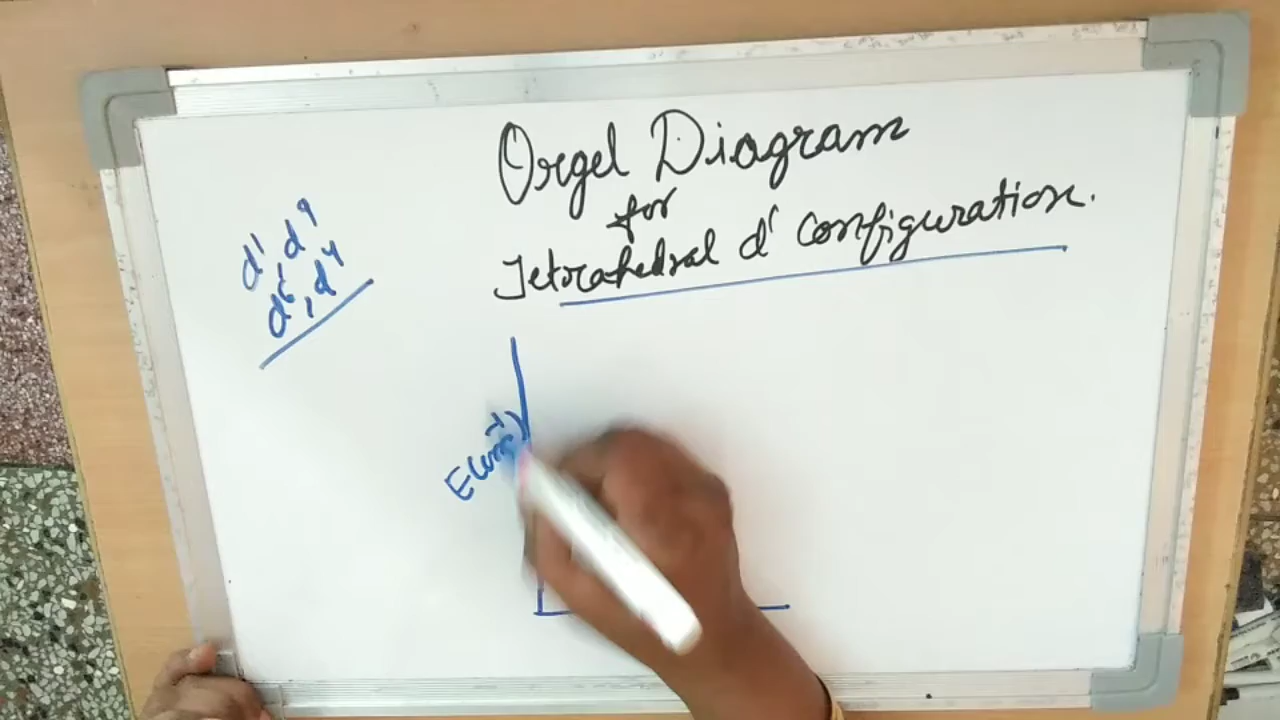 Orgel Diagram
for
Tetrahedral d¹ configuration.
d¹, d⁹
d⁶, d⁴
E(cm⁻¹)